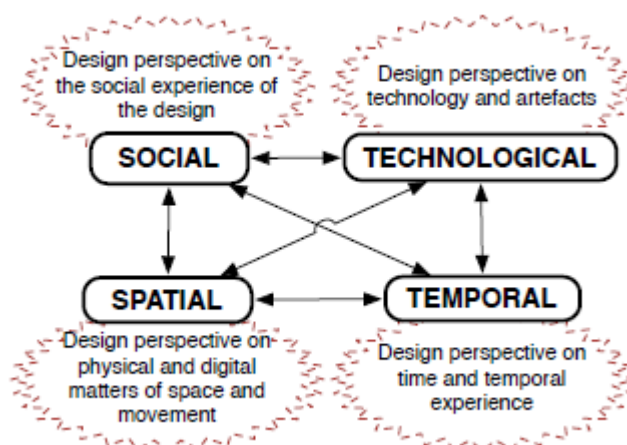 Design perspective on
the social experience of
the design
SOCIAL
Design perspective on
technology and artefacts
TECHNOLOGICAL
SPATIAL
Design perspective on
physical and digital
matters of space and
movement
TEMPORAL
Design perspective on
time and temporal
experience